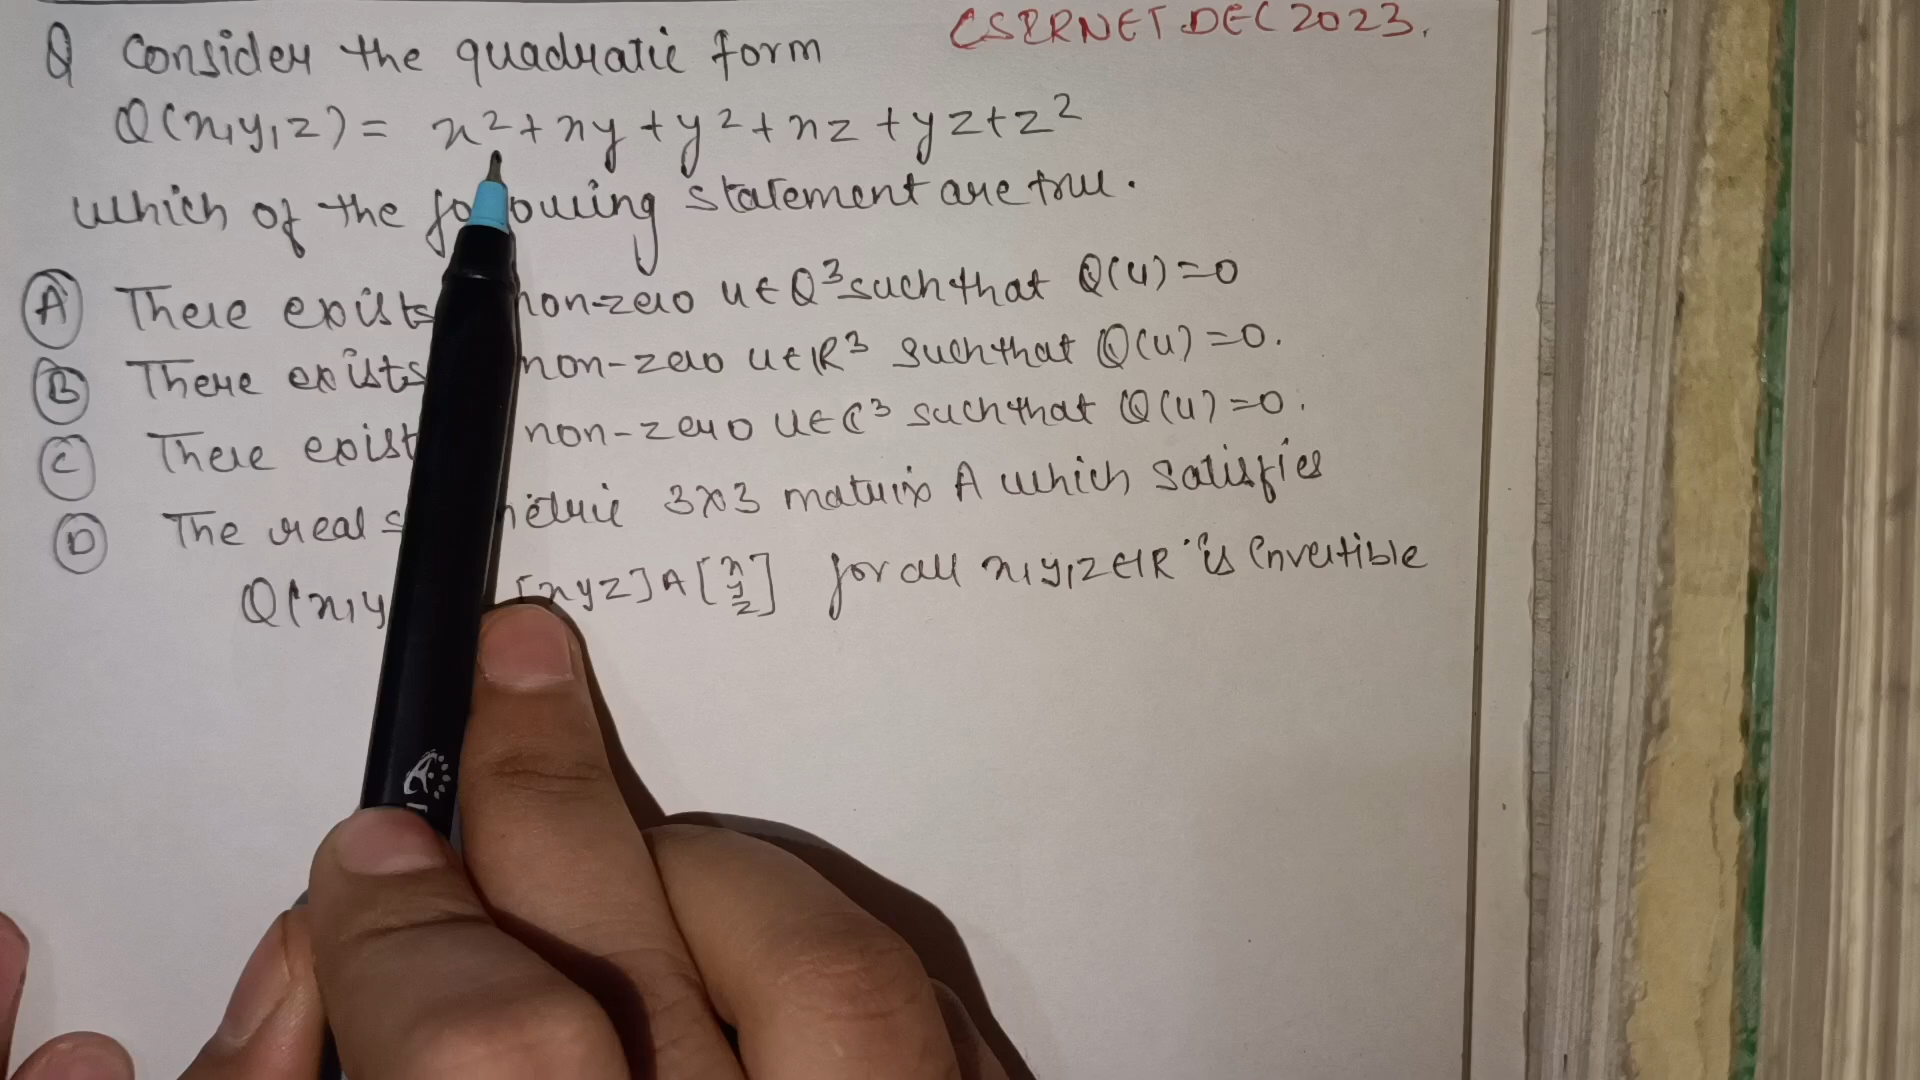 Q Consider the quadratic form CSIRNET DEC 2023.
Q(x,y,z) = x²+xy+y²+xz+yz+z²
which of the following statement are true.
(A) There exists non-zero u∈Q³ such that Q(u)=0
(B) There exists non-zero u∈R³ such that Q(u)=0.
(C) There exist non-zero u∈C³ such that Q(u)=0.
(D) The real 3x3 matrix A which satisfies
Q(x,y [xyz]A[x y z] for all x,y,z∈R is invertible